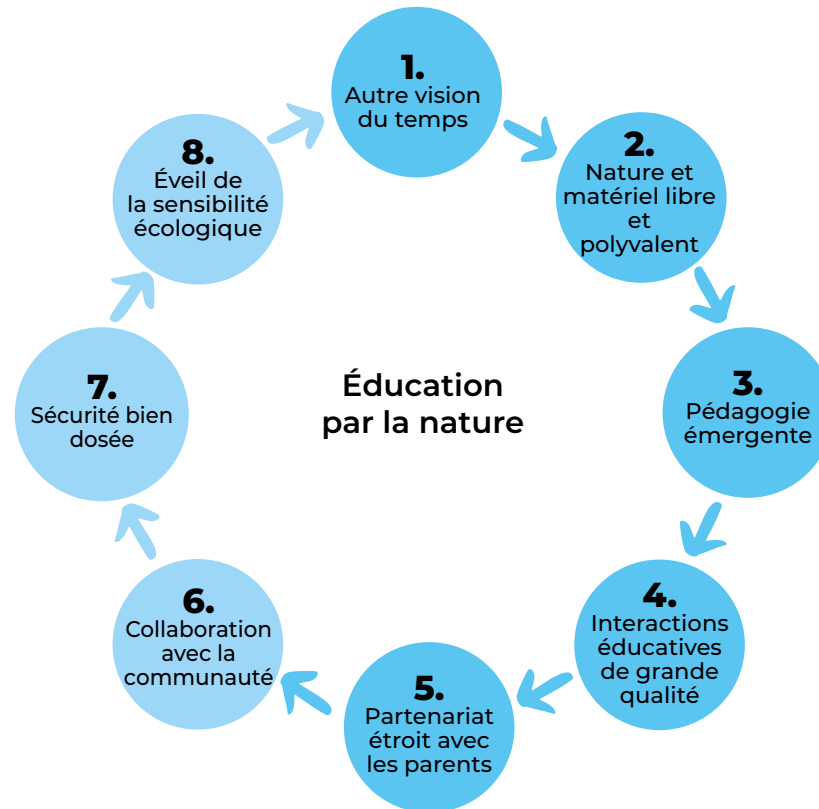 1.
Autre vision
du temps
2.
Nature et
matériel libre
et
polyvalent
3.
Pédagogie
émergente
4.
Interactions
éducatives
de grande
qualité
5.
Partenariat
étroit avec
les parents
6.
Collaboration
avec la
communauté
7.
Sécurité bien
dosée
8.
Éveil de
la sensibilité
écologique
Éducation
par la nature